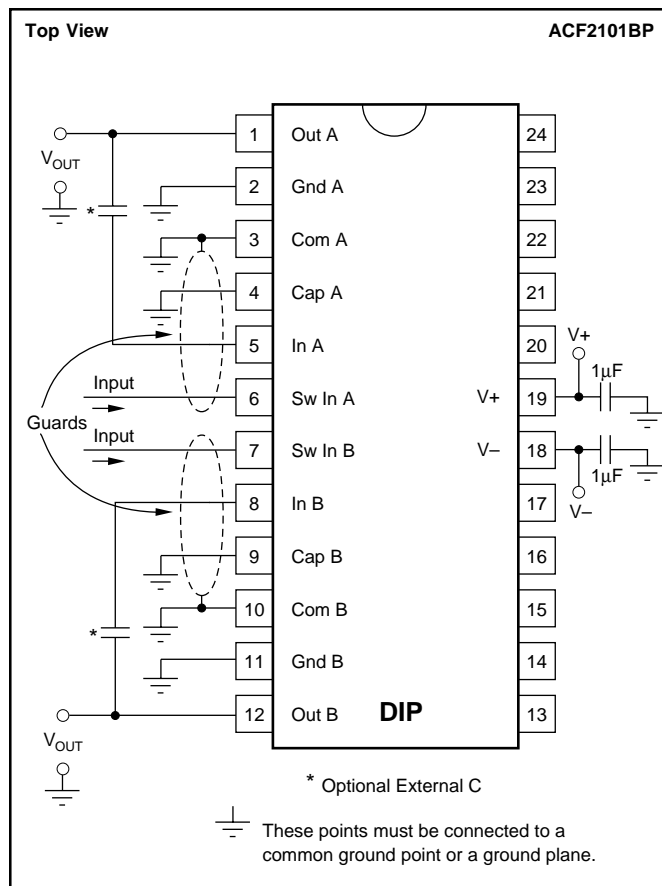 Top View ACF2101BP
1 Out A 24
V_OUT
2 Gnd A 23
*
3 Com A 22
4 Cap A 21
5 In A 20
V+
1µF
Input
6 Sw In A V+ 19
Guards
Input
7 Sw In B V– 18
1µF
8 In B 17
V–
9 Cap B 16
10 Com B 15
*
11 Gnd B 14
12 Out B DIP 13
V_OUT
* Optional External C
These points must be connected to a
common ground point or a ground plane.